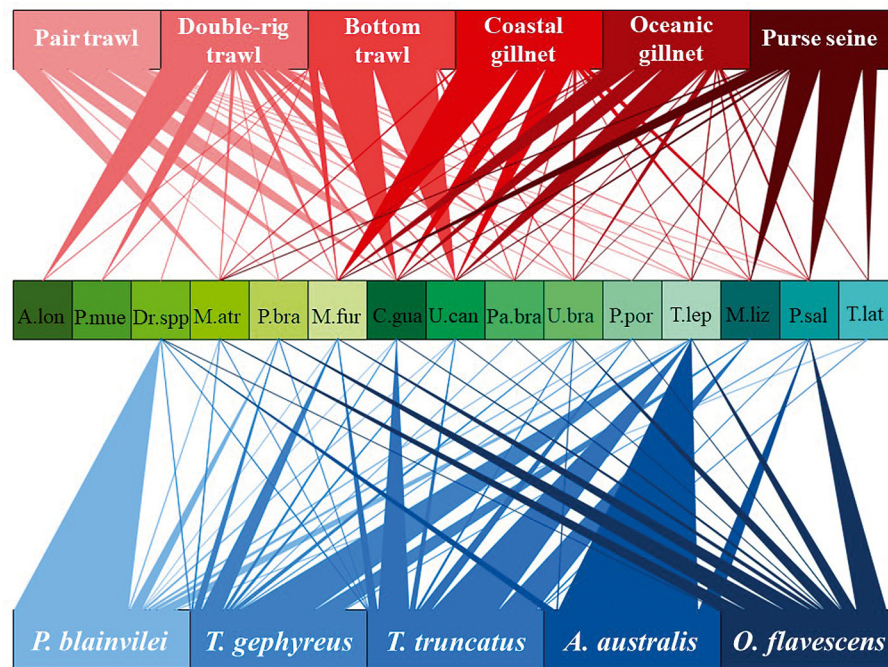 Pair trawl
Double-rig
trawl
Bottom
trawl
Coastal
gillnet
Oceanic
gillnet
Purse seine
A.lon P.mue Dr.spp M.atr P.bra M.fur C.gua U.can Pa.bra U.bra P.por T.lep M.liz P.sal T.lat
P. blainvilei T. gephyreus T. truncatus A. australis O. flavescens